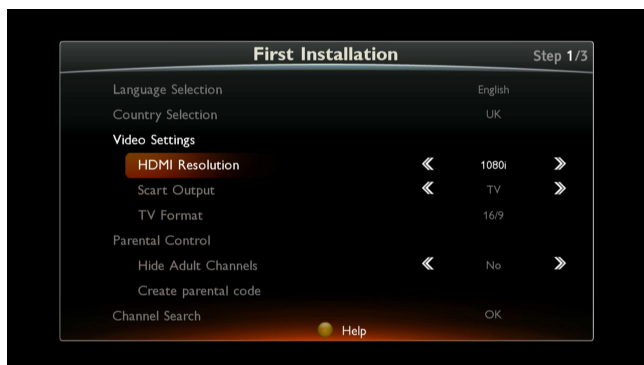 First Installation Step 1/3
Language Selection English
Country Selection UK
Video Settings
HDMI Resolution 1080i
Scart Output TV
TV Format 16/9
Parental Control
Hide Adult Channels No
Create parental code
Channel Search OK
Help